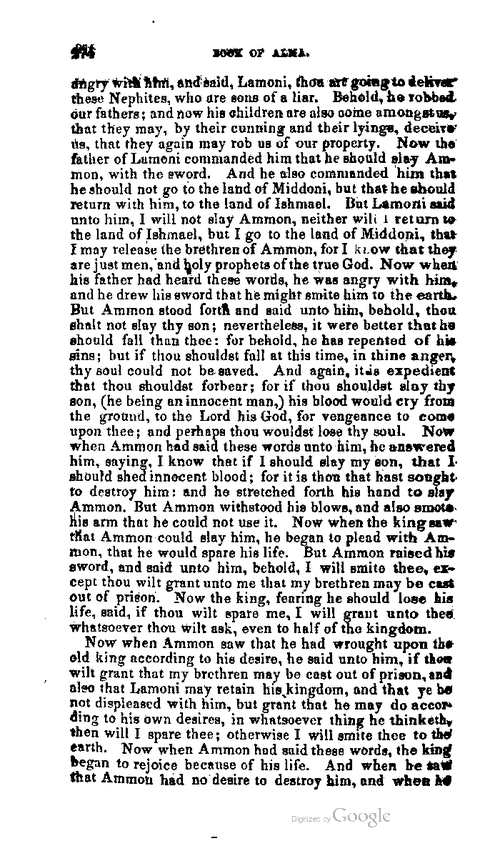 274 BOOK OF ALMA.
angry with him, and said, Lamoni, thou art going to deliver
these Nephites, who are sons of a liar. Behold, he robbed
our fathers; and now his children are also come amongst us,
that they may, by their cunning and their lyings, deceive
us, that they again may rob us of our property. Now the
father of Lamoni commanded him that he should slay Am-
mon, with the sword. And he also commanded him that
he should not go to the land of Middoni, but that he should
return with him, to the land of Ishmael. But Lamoni said
unto him, I will not slay Ammon, neither will I return to
the land of Ishmael, but I go to the land of Middoni, that
I may release the brethren of Ammon, for I know that they
are just men, and holy prophets of the true God. Now when
his father had heard these words, he was angry with him,
and he drew his sword that he might smite him to the earth.
But Ammon stood forth and said unto him, behold, thou
shalt not slay thy son; nevertheless, it were better that he
should fall than thee: for behold, he has repented of his
sins; but if thou shouldst fall at this time, in thine anger,
thy soul could not be saved. And again, it is expedient
that thou shouldst forbear; for if thou shouldst slay thy
son, (he being an innocent man,) his blood would cry from
the ground, to the Lord his God, for vengeance to come
upon thee; and perhaps thou wouldst lose thy soul. Now
when Ammon had said these words unto him, he answered
him, saying, I know that if I should slay my son, that I
should shed innocent blood; for it is thou that hast sought
to destroy him: and he stretched forth his hand to slay
Ammon. But Ammon withstood his blows, and also smote
his arm that he could not use it. Now when the king saw
that Ammon could slay him, he began to plead with Am-
mon, that he would spare his life. But Ammon raised his
sword, and said unto him, behold, I will smite thee, ex-
cept thou wilt grant unto me that my brethren may be cast
out of prison. Now the king, fearing he should lose his
life, said, if thou wilt spare me, I will grant unto thee
whatsoever thou wilt ask, even to half of the kingdom.
Now when Ammon saw that he had wrought upon the
old king according to his desire, he said unto him, if thou
wilt grant that my brethren may be cast out of prison, and
also that Lamoni may retain his kingdom, and that ye be
not displeased with him, but grant that he may do accor-
ding to his own desires, in whatsoever thing he thinketh,
then will I spare thee; otherwise I will smite thee to the
earth. Now when Ammon had said these words, the king
began to rejoice because of his life. And when he saw
that Ammon had no desire to destroy him, and when he
Digitized by Google